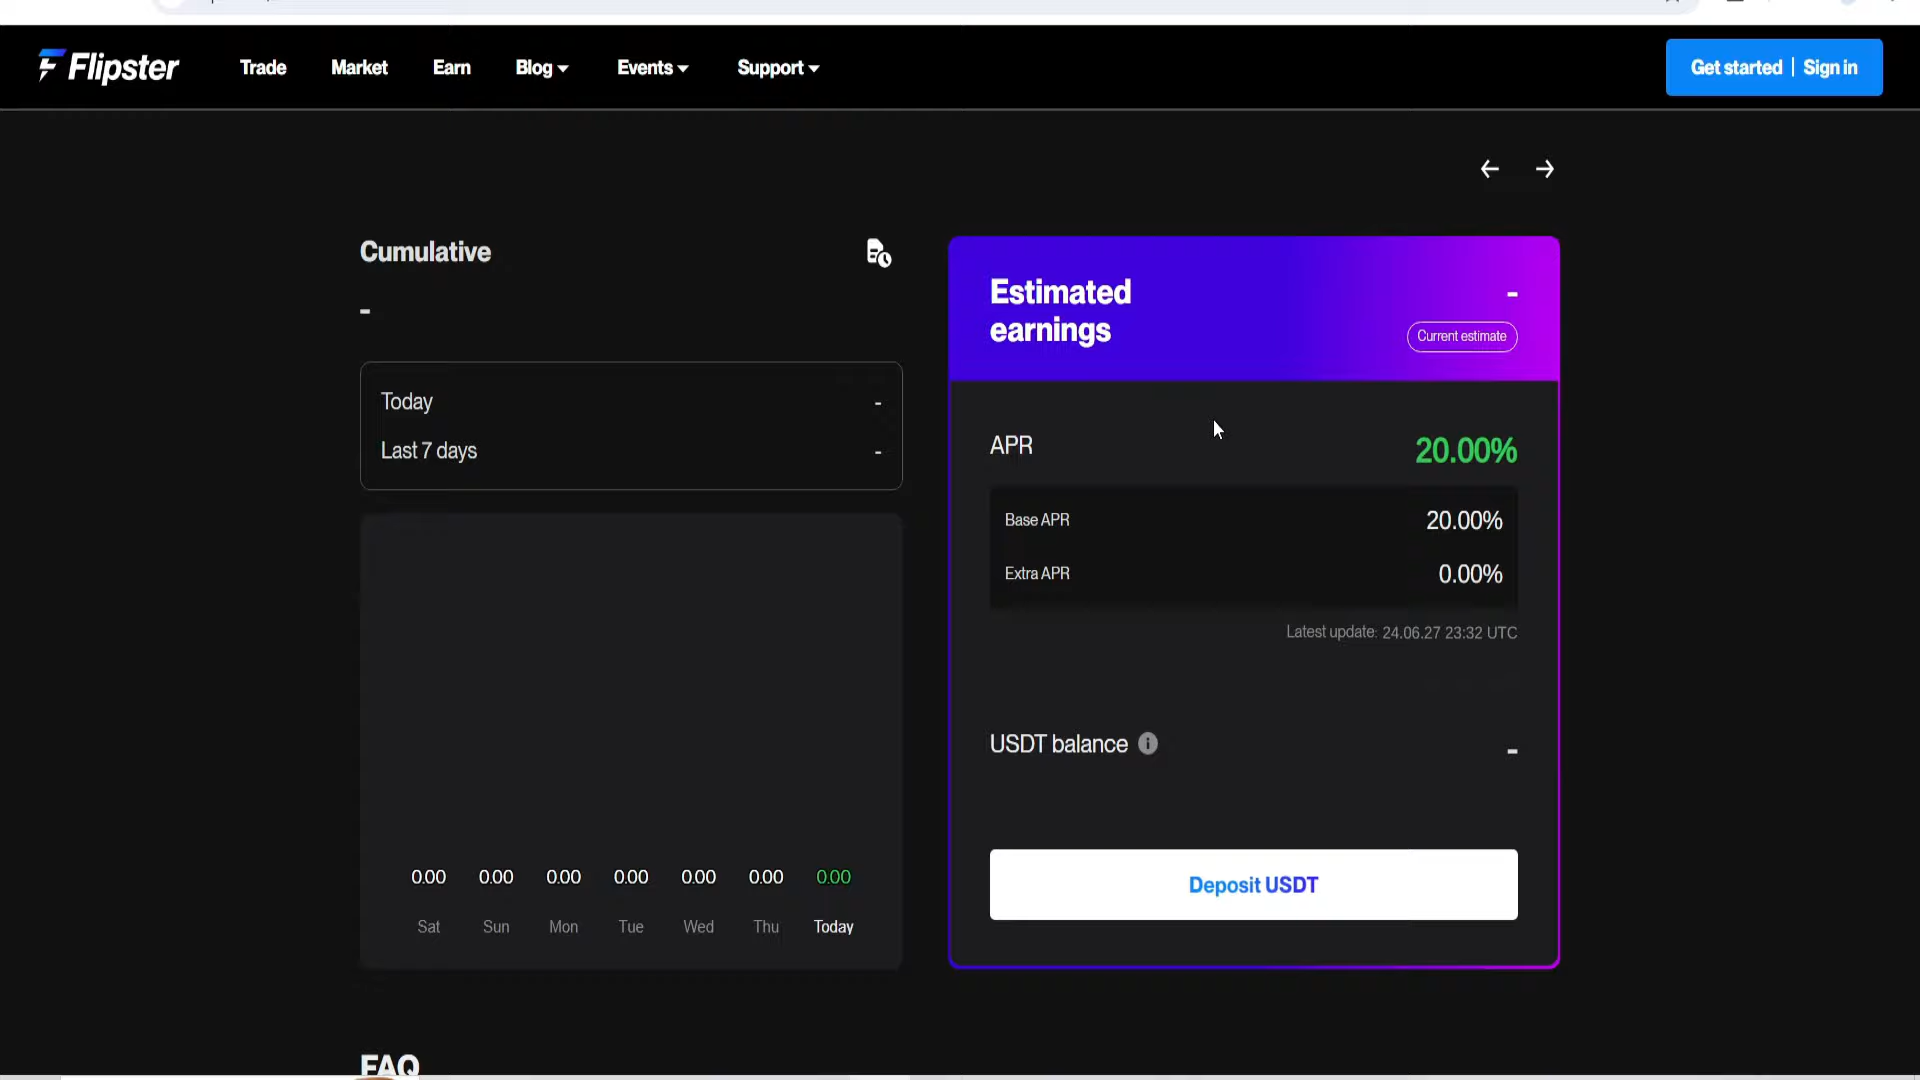 Flipster Trade Market Earn Blog Events Support Get started | Sign in
Cumulative
-
Today -
Last 7 days -
0.00 0.00 0.00 0.00 0.00 0.00 0.00
Sat Sun Mon Tue Wed Thu Today
Estimated
earnings
-
Current estimate
APR 20.00%
Base APR 20.00%
Extra APR 0.00%
Latest update: 24.06.27 23:32 UTC
USDT balance i -
Deposit USDT
FAQ